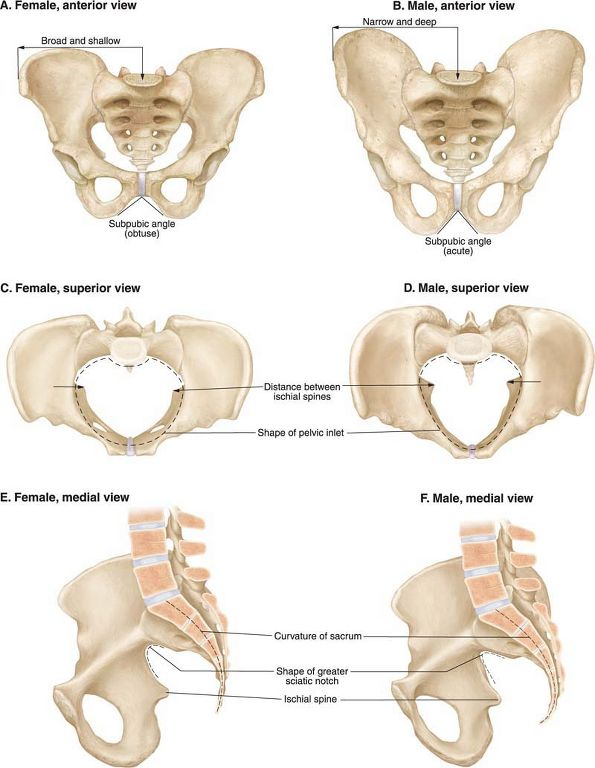 A. Female, anterior view
B. Male, anterior view
Broad and shallow
Narrow and deep
Subpubic angle
(obtuse)
Subpubic angle
(acute)
C. Female, superior view
D. Male, superior view
Distance between
ischial spines
Shape of pelvic inlet
E. Female, medial view
F. Male, medial view
Curvature of sacrum
Shape of greater
sciatic notch
Ischial spine